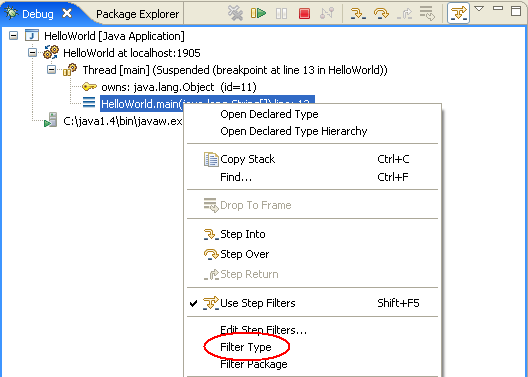 Debug Package Explorer
HelloWorld [Java Application]
HelloWorld at localhost:1905
Thread [main] (Suspended (breakpoint at line 13 in HelloWorld))
owns: java.lang.Object (id=11)
HelloWorld.main(java.lang.String[]) line: 13
C:\java1.4\bin\javaw.ex
Open Declared Type
Open Declared Type Hierarchy
Copy Stack Ctrl+C
Find... Ctrl+F
Drop To Frame
Step Into
Step Over
Step Return
Use Step Filters Shift+F5
Edit Step Filters...
Filter Type
Filter Package